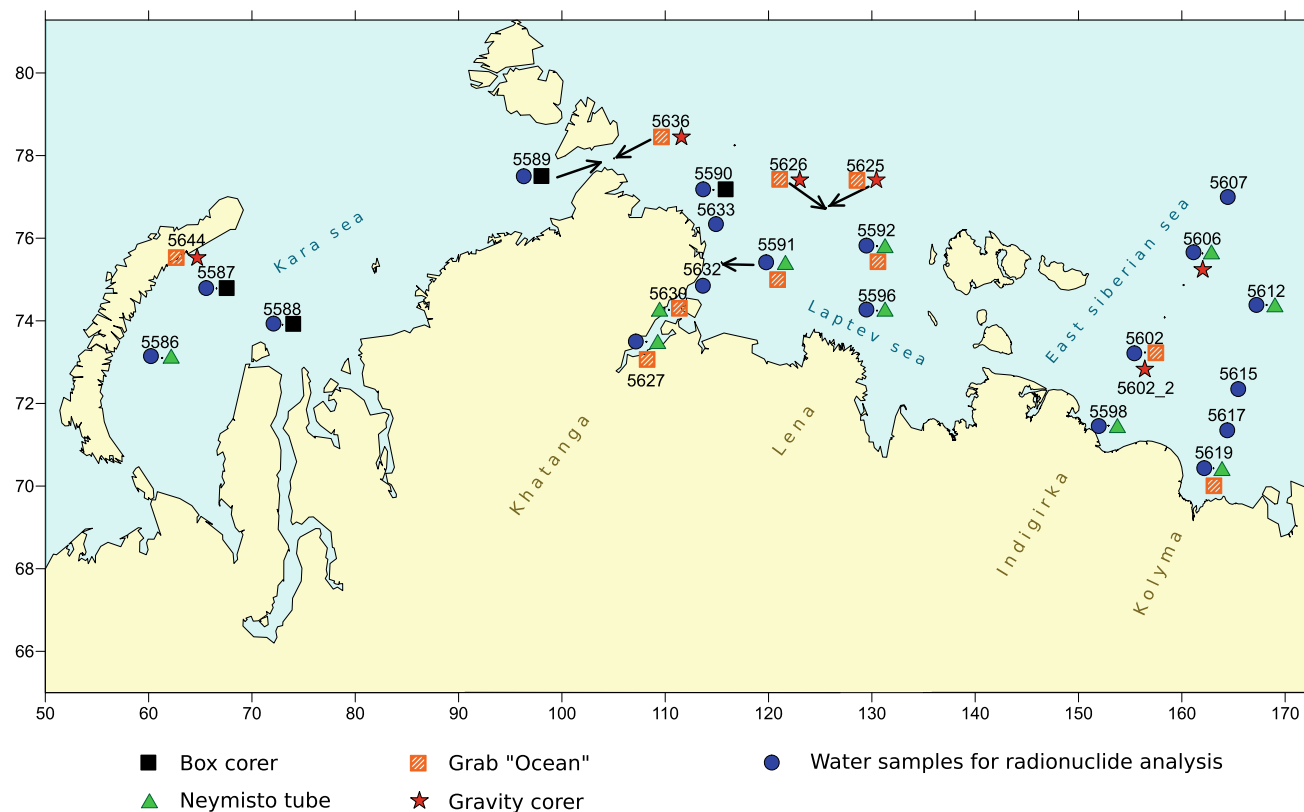 80
78
76
74
72
70
68
66
50 60 70 80 90 100 110 120 130 140 150 160 170
5636
5589
5590
5626
5625
5607
5633
5644
Kara sea
5587
5591
5592
5606
5632
5588
5630
5596
5612
East siberian sea
Laptev sea
5586
5627
5602
5602_2
5615
5598
5617
5619
Khatanga
Lena
Indigirka
Kolyma
Box corer
Grab "Ocean"
Water samples for radionuclide analysis
Neymisto tube
Gravity corer